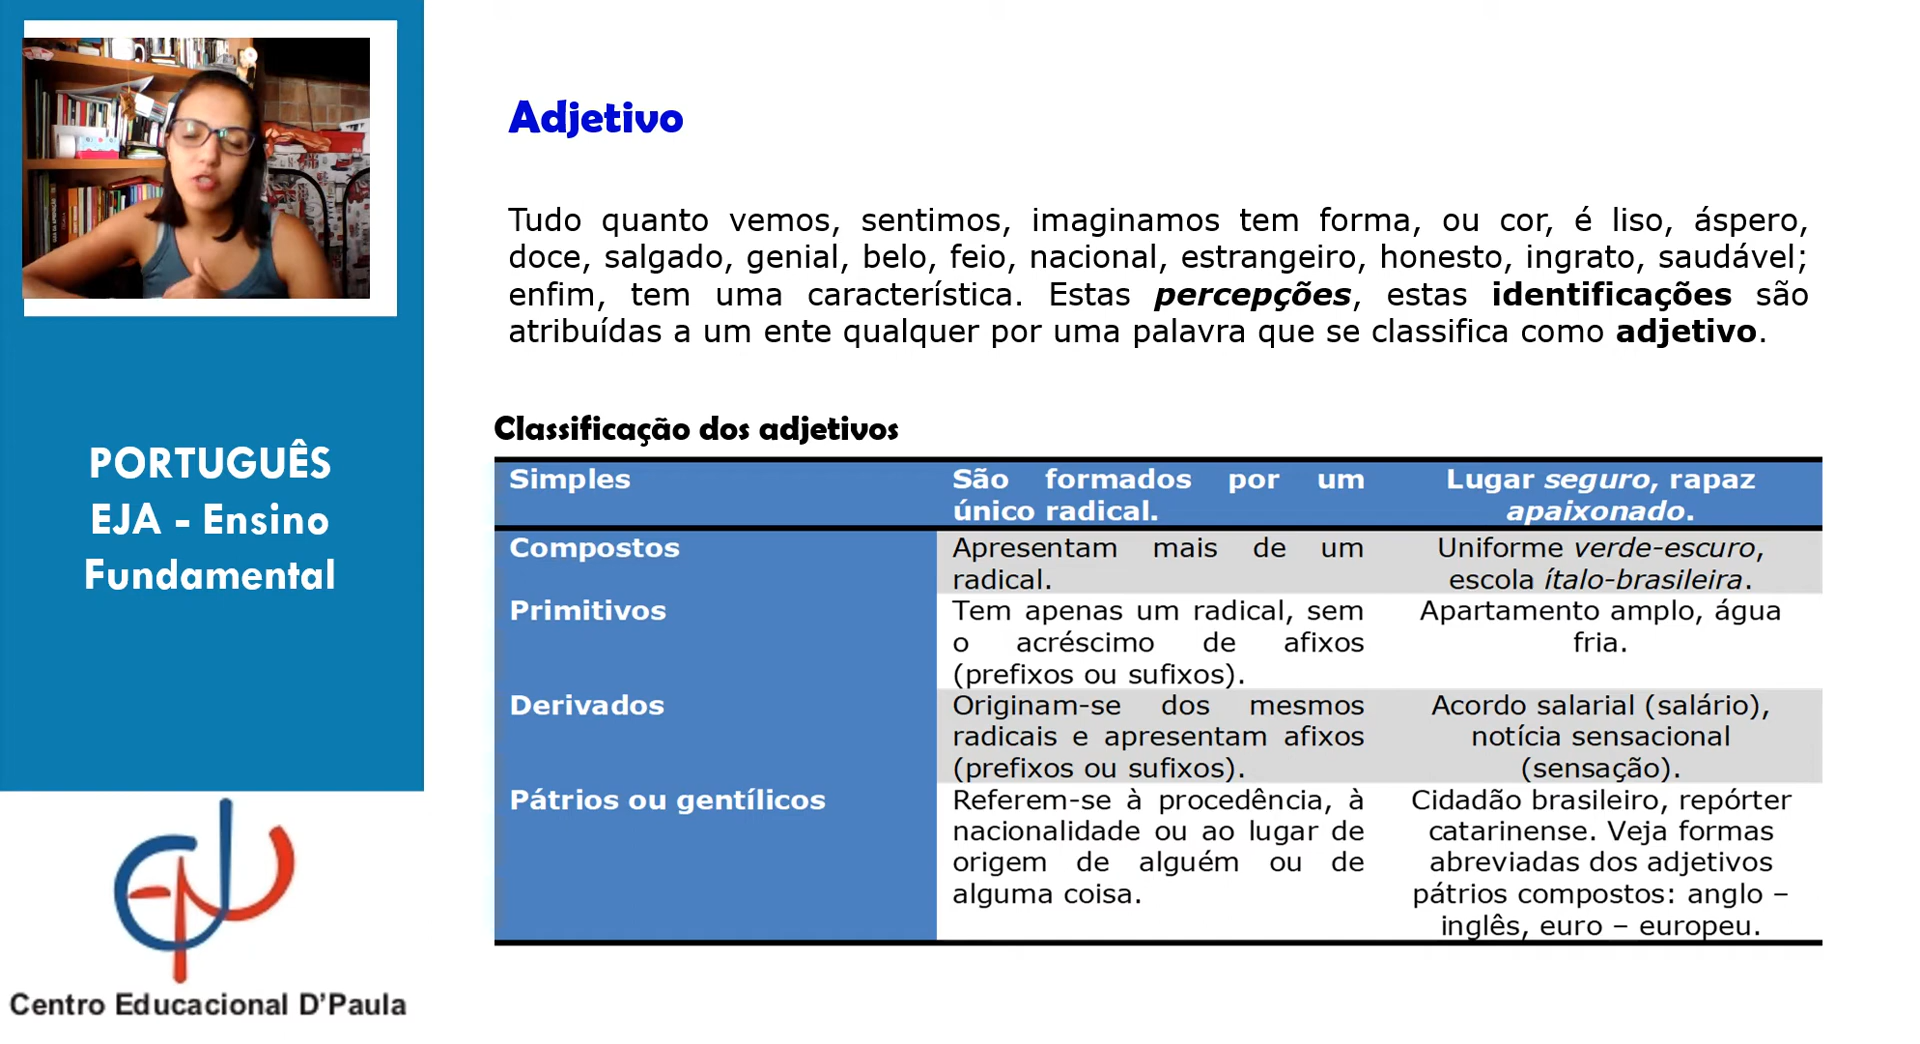 Adjetivo
Tudo quanto vemos, sentimos, imaginamos tem forma, ou cor, é liso, áspero,
doce, salgado, genial, belo, feio, nacional, estrangeiro, honesto, ingrato, saudável;
enfim, tem uma característica. Estas percepções, estas identificações são
atribuídas a um ente qualquer por uma palavra que se classifica como adjetivo.
PORTUGUÊS
EJA - Ensino
Fundamental
Classificação dos adjetivos
Simples
São formados por um
único radical.
Lugar seguro, rapaz
apaixonado.
Compostos
Apresentam mais de um
radical.
Uniforme verde-escuro,
escola ítalo-brasileira.
Primitivos
Tem apenas um radical, sem
o acréscimo de afixos
(prefixos ou sufixos).
Apartamento amplo, água
fria.
Derivados
Originam-se dos mesmos
radicais e apresentam afixos
(prefixos ou sufixos).
Acordo salarial (salário),
notícia sensacional
(sensação).
Pátrios ou gentílicos
Referem-se à procedência, à
nacionalidade ou ao lugar de
origem de alguém ou de
alguma coisa.
Cidadão brasileiro, repórter
catarinense. Veja formas
abreviadas dos adjetivos
pátrios compostos: anglo –
inglês, euro – europeu.
Centro Educacional D'Paula